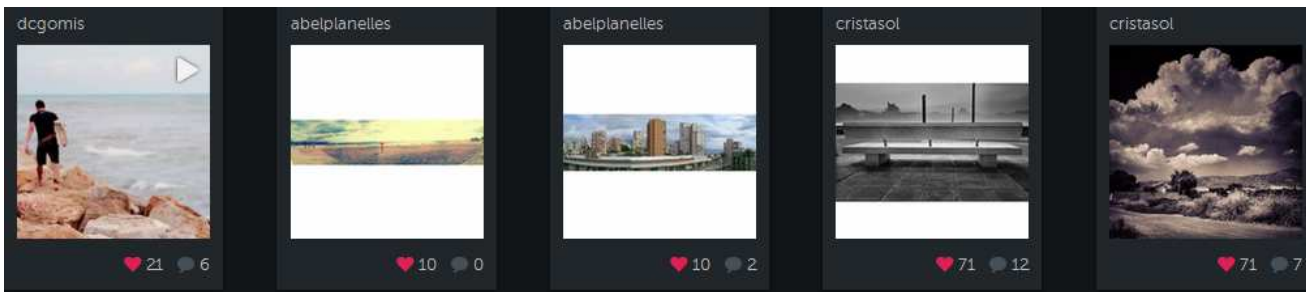 dcgomis
abelplanelles
abelplanelles
cristasol
cristasol
21 6
10 0
10 2
71 12
71 7